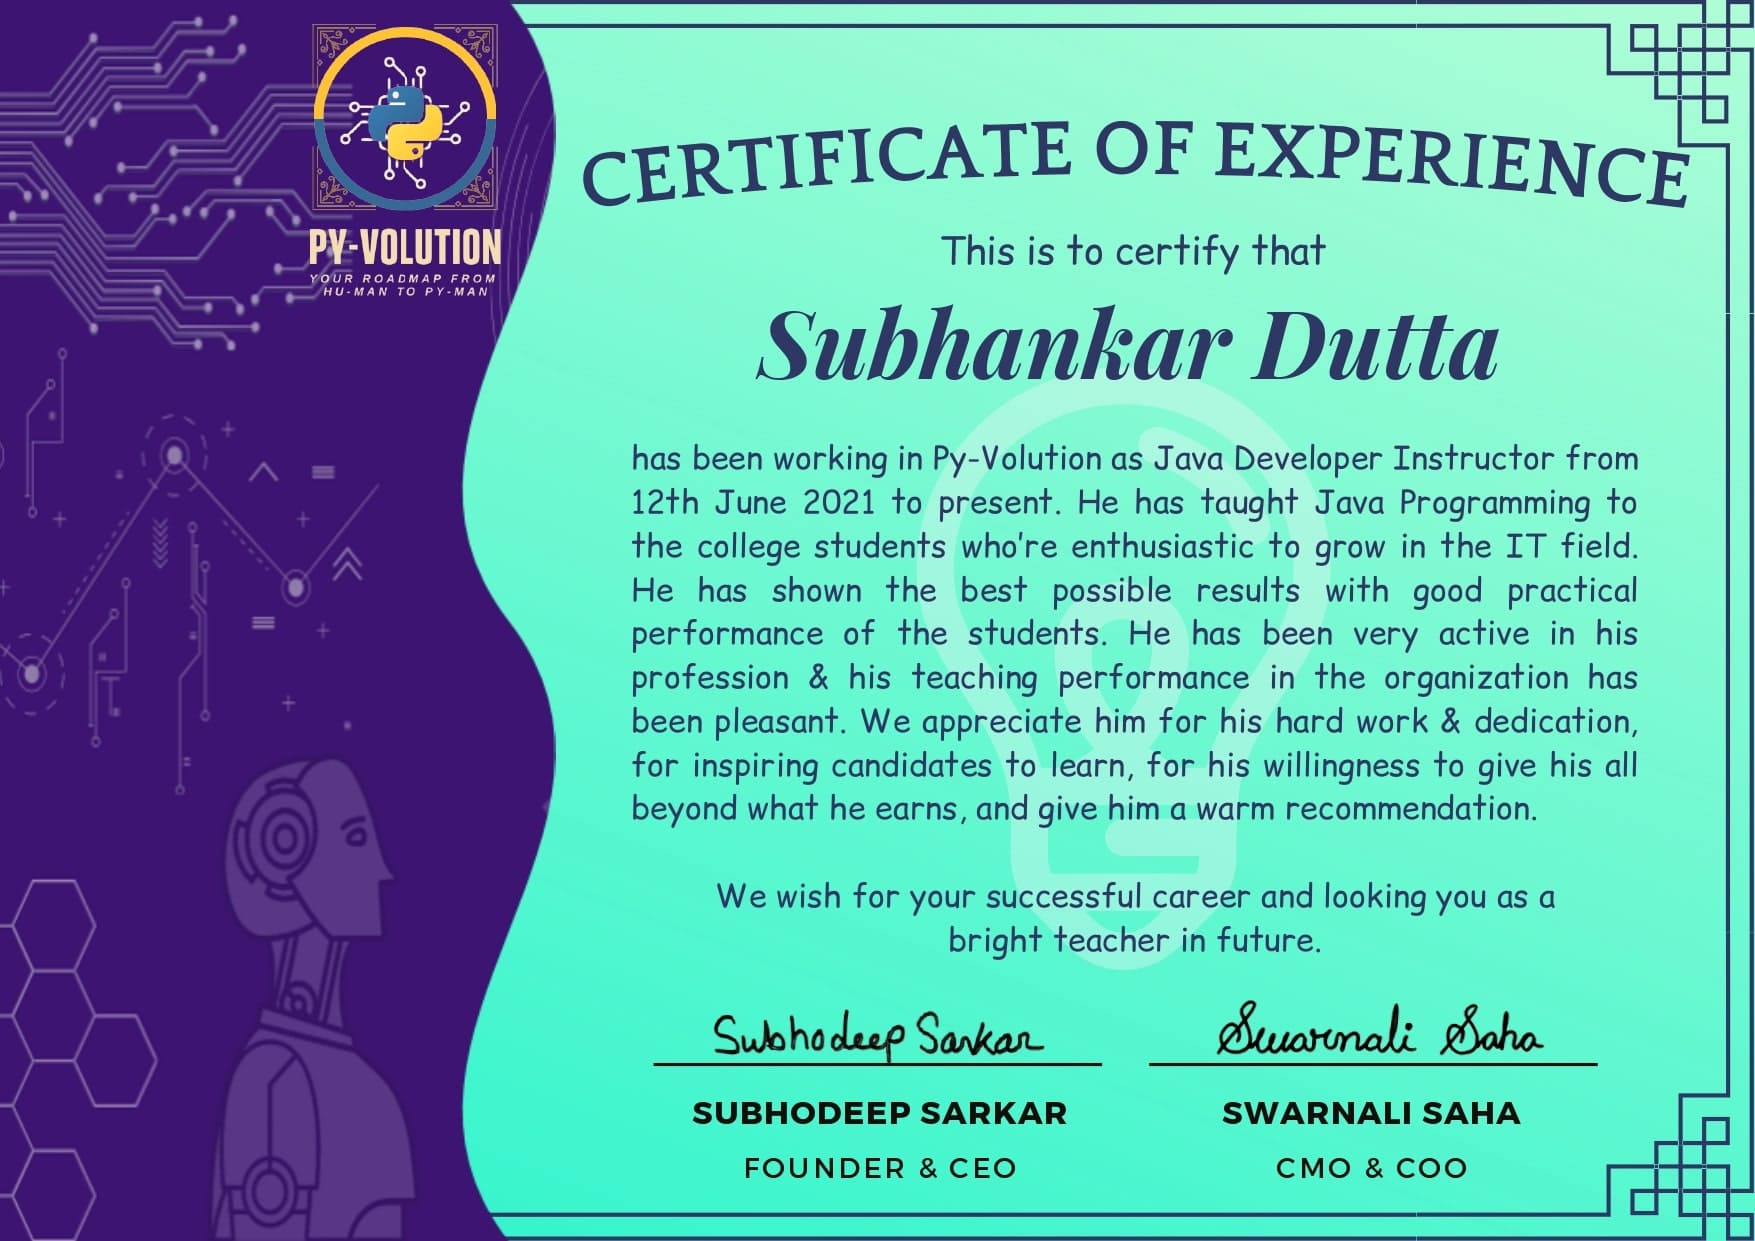 PY-VOLUTION
YOUR ROADMAP FROM
HU-MAN TO PY-MAN
CERTIFICATE OF EXPERIENCE
This is to certify that
Subhankar Dutta
has been working in Py-Volution as Java Developer Instructor from
12th June 2021 to present. He has taught Java Programming to
the college students who're enthusiastic to grow in the IT field.
He has shown the best possible results with good practical
performance of the students. He has been very active in his
profession & his teaching performance in the organization has
been pleasant. We appreciate him for his hard work & dedication,
for inspiring candidates to learn, for his willingness to give his all
beyond what he earns, and give him a warm recommendation.
We wish for your successful career and looking you as a
bright teacher in future.
Subhodeep Sarkar
Swarnali Saha
SUBHODEEP SARKAR
SWARNALI SAHA
FOUNDER & CEO
CMO & COO